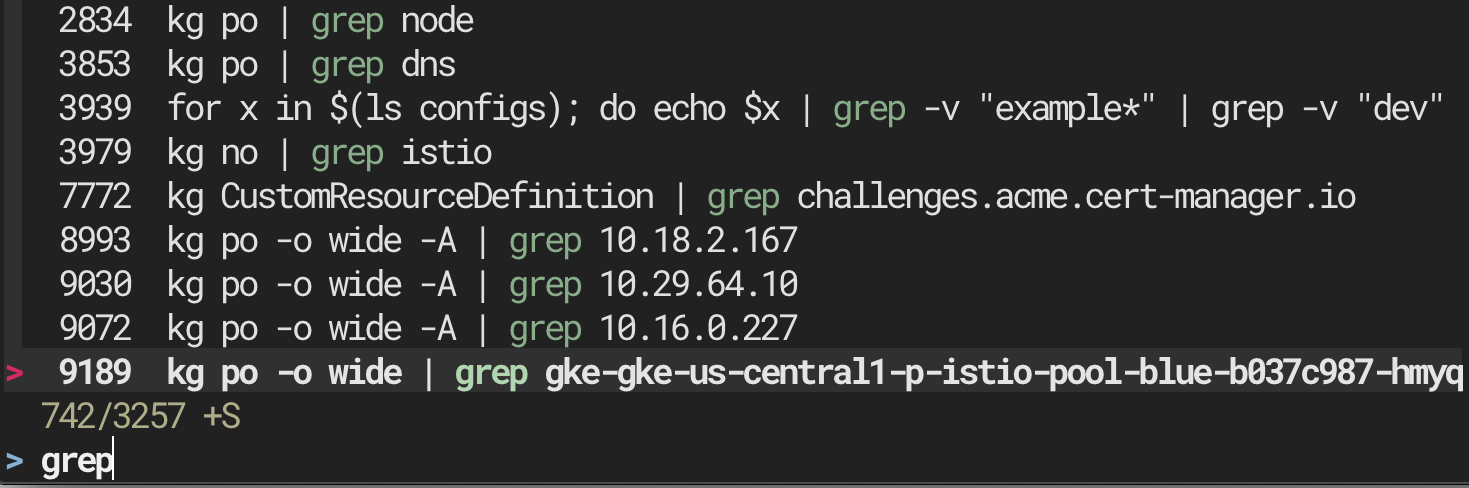 2834 kg po | grep node
3853 kg po | grep dns
3939 for x in $(ls configs); do echo $x | grep -v "example*" | grep -v "dev"
3979 kg no | grep istio
7772 kg CustomResourceDefinition | grep challenges.acme.cert-manager.io
8993 kg po -o wide -A | grep 10.18.2.167
9030 kg po -o wide -A | grep 10.29.64.10
9072 kg po -o wide -A | grep 10.16.0.227
> 9189 kg po -o wide | grep gke-gke-us-central1-p-istio-pool-blue-b037c987-hmyq
742/3257 +S
> grep